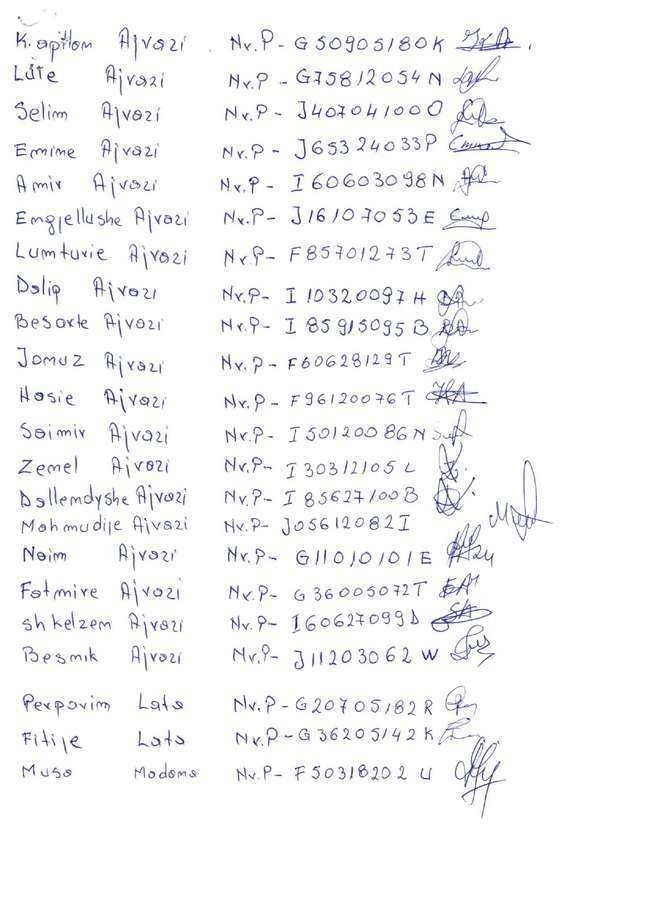 Kapllom Ajvazi Nr.P- G50905180K
Lute Ajvazi Nr.P- G75812054N
Selim Ajvazi Nr.P- J40704100O
Emime Ajvazi Nr.P- J65324033P
Amir Ajvazi Nr.P- I60603098N
Emgjellushe Ajvazi Nr.P- J16107053E
Lumturie Ajvazi Nr.P- F85701273T
Dalip Ajvazi Nr.P- I10320097H
Besarte Ajvazi Nr.P- I85915095B
Jamuz Ajvazi Nr.P- F60628129T
Hasie Ajvazi Nr.P- F96120076T
Saimir Ajvazi Nr.P- I50120086N
Zemel Ajvazi Nr.P- I30312105L
Dallemdyshe Ajvazi Nr.P- I85627100B
Mahmudije Ajvazi Nr.P- J05612082I
Naim Ajvazi Nr.P- G11010101E
Fatmire Ajvazi Nr.P- G36005072T
shkelzem Ajvazi Nr.P- I60627099D
Besmik Ajvazi Nr.P- J11203062W
Perparim Lata Nr.P- G20705182R
Fitije Lata Nr.P- G36205142K
Musa Madama Nr.P- F50318202U